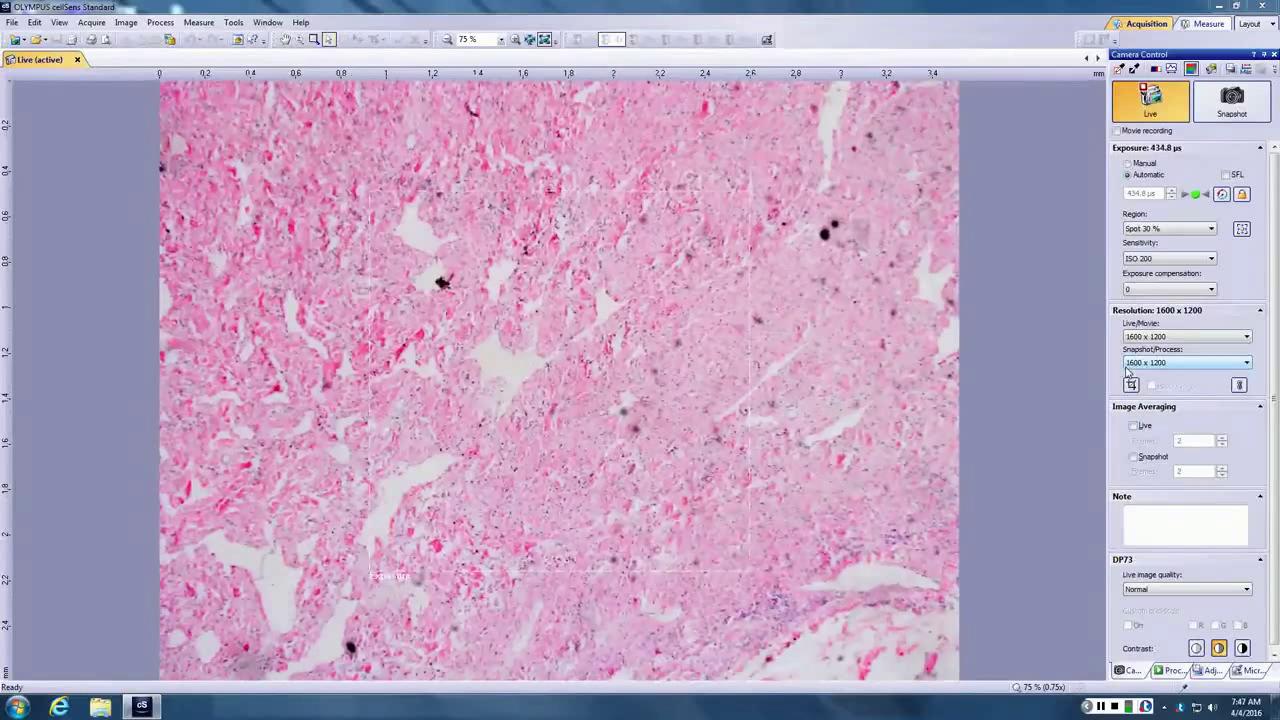 OLYMPUS cellSens Standard
File Edit View Acquire Image Process Measure Tools Window Help
Acquisition Measure Layout
75 %
Live (active)
Camera Control
0 0,2 0,4 0,6 0,8 1 1,2 1,4 1,6 1,8 2 2,2 2,4 2,6 2,8 3 3,2 3,4 mm
0,2
0,4
0,6
0,8
1
1,2
1,4
1,6
1,8
2
2,2
2,4
mm
Exposure
Live Snapshot
Movie recording
Exposure: 434.8 µs
Manual
Automatic SFL
434.8 µs
Region:
Spot 30 %
Sensitivity:
ISO 200
Exposure compensation:
0
Resolution: 1600 x 1200
Live/Movie:
1600 x 1200
Snapshot/Process:
1600 x 1200
Image Averaging
Live
Frames: 2
Snapshot
Frames: 2
Note
DP73
Live image quality:
Normal
On R G B
Contrast:
Ca... Proc... Adj... Micr...
Ready
75 % (0.75x)
cS
7:47 AM
4/4/2016